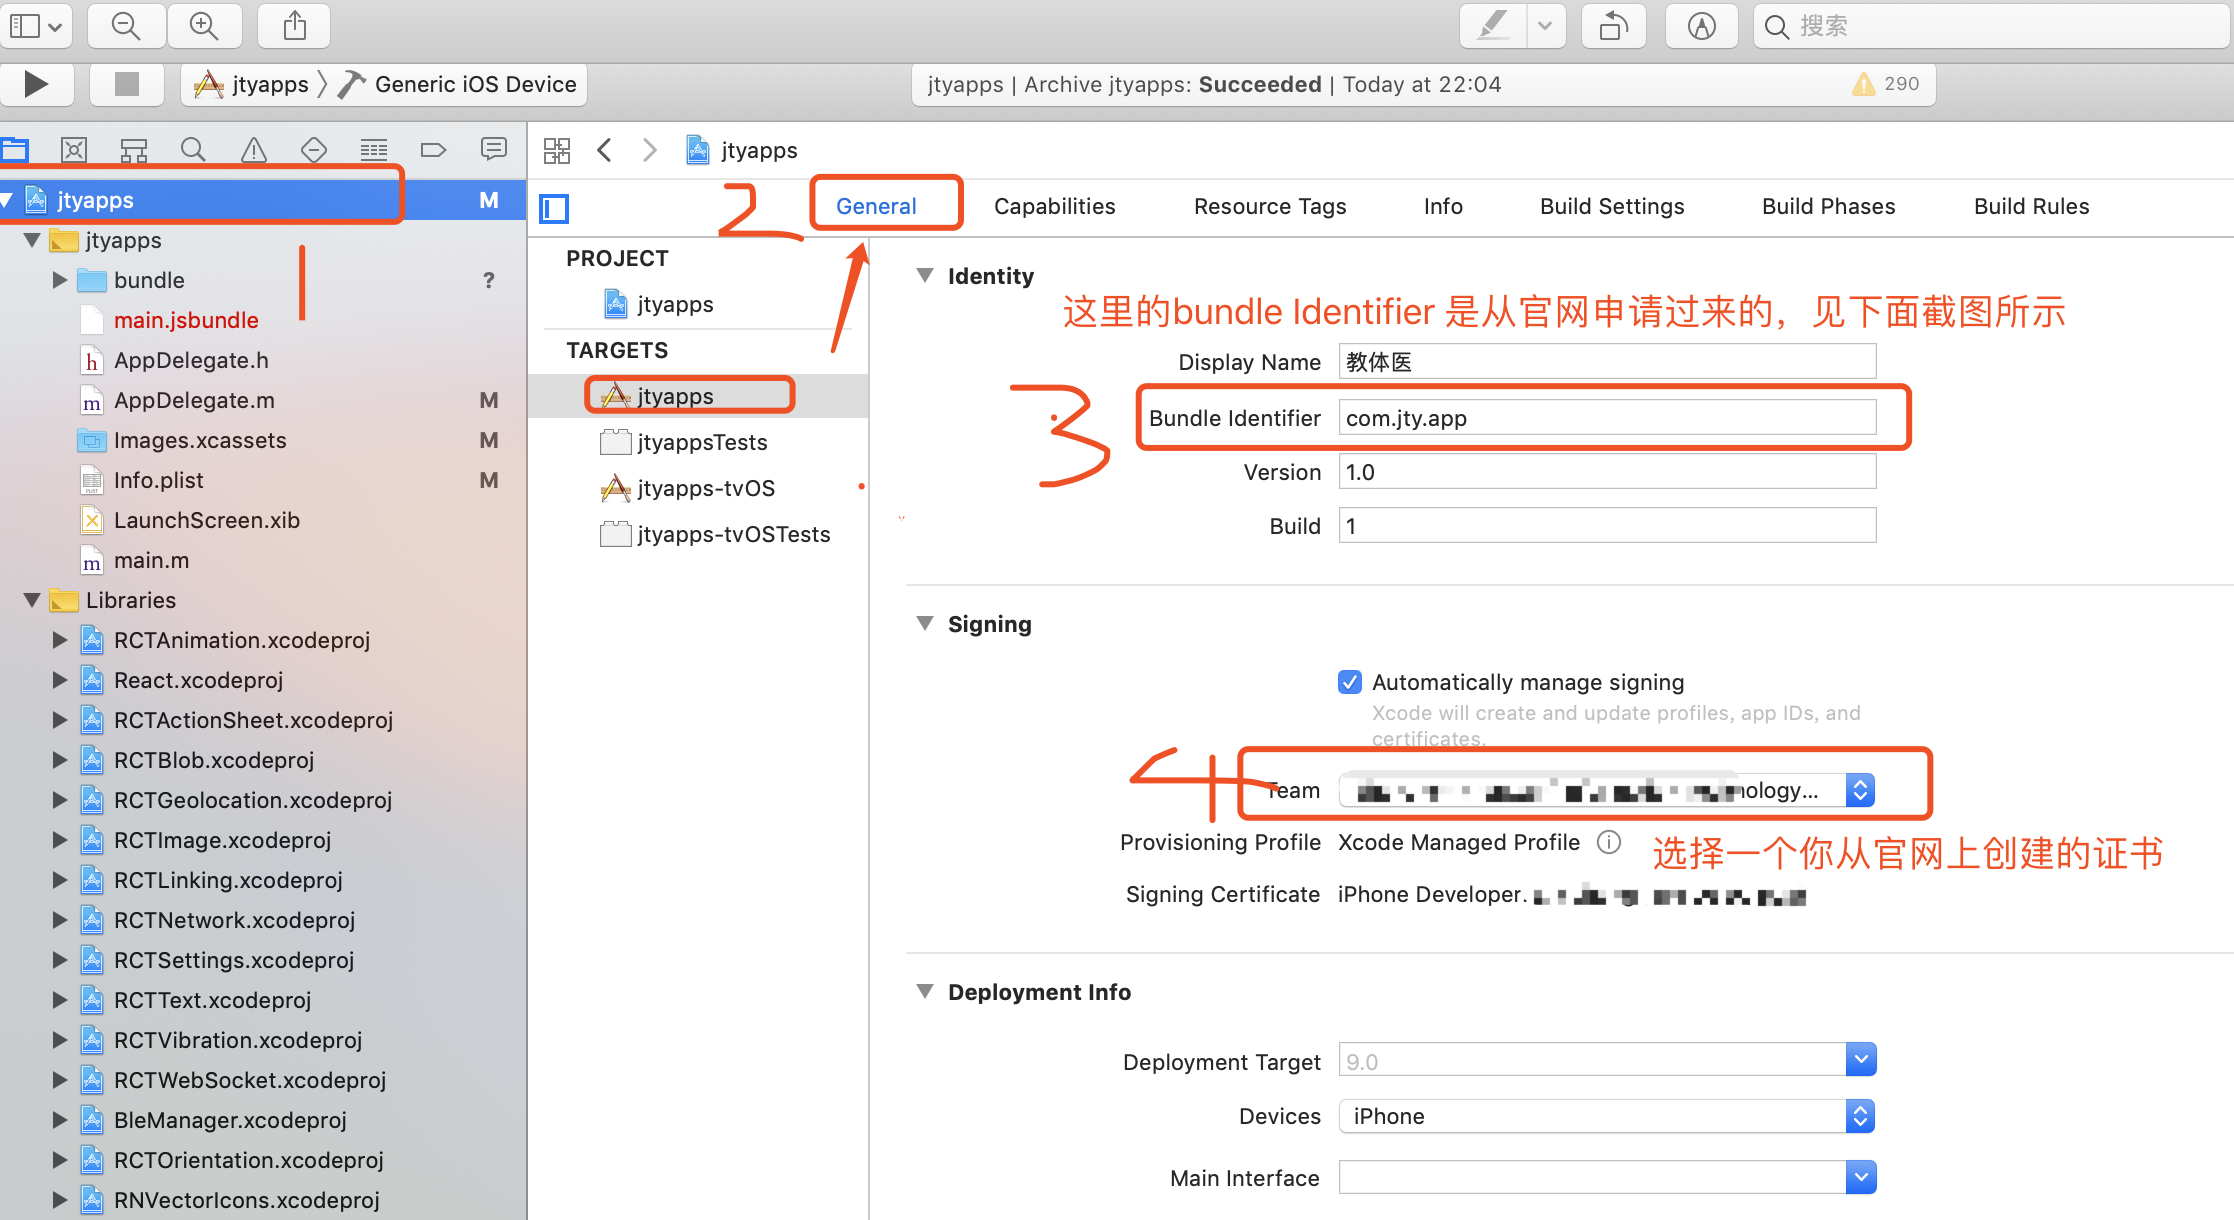 搜索
jtyapps Generic iOS Device
jtyapps | Archive jtyapps: Succeeded | Today at 22:04
290
jtyapps M
jtyapps
bundle ?
main.jsbundle
AppDelegate.h
AppDelegate.m M
Images.xcassets M
Info.plist M
LaunchScreen.xib
main.m
Libraries
RCTAnimation.xcodeproj
React.xcodeproj
RCTActionSheet.xcodeproj
RCTBlob.xcodeproj
RCTGeolocation.xcodeproj
RCTImage.xcodeproj
RCTLinking.xcodeproj
RCTNetwork.xcodeproj
RCTSettings.xcodeproj
RCTText.xcodeproj
RCTVibration.xcodeproj
RCTWebSocket.xcodeproj
BleManager.xcodeproj
RCTOrientation.xcodeproj
RNVectorIcons.xcodeproj
1
jtyapps
2
General Capabilities Resource Tags Info Build Settings Build Phases Build Rules
PROJECT
jtyapps
TARGETS
jtyapps
jtyappsTests
jtyapps-tvOS
jtyapps-tvOSTests
Identity
这里的bundle Identifier 是从官网申请过来的，见下面截图所示
Display Name 教体医
3
Bundle Identifier com.jty.app
Version 1.0
Build 1
Signing
Automatically manage signing
Xcode will create and update profiles, app IDs, and
certificates.
4
Team nology...
Provisioning Profile Xcode Managed Profile
选择一个你从官网上创建的证书
Signing Certificate iPhone Developer.
Deployment Info
Deployment Target 9.0
Devices iPhone
Main Interface